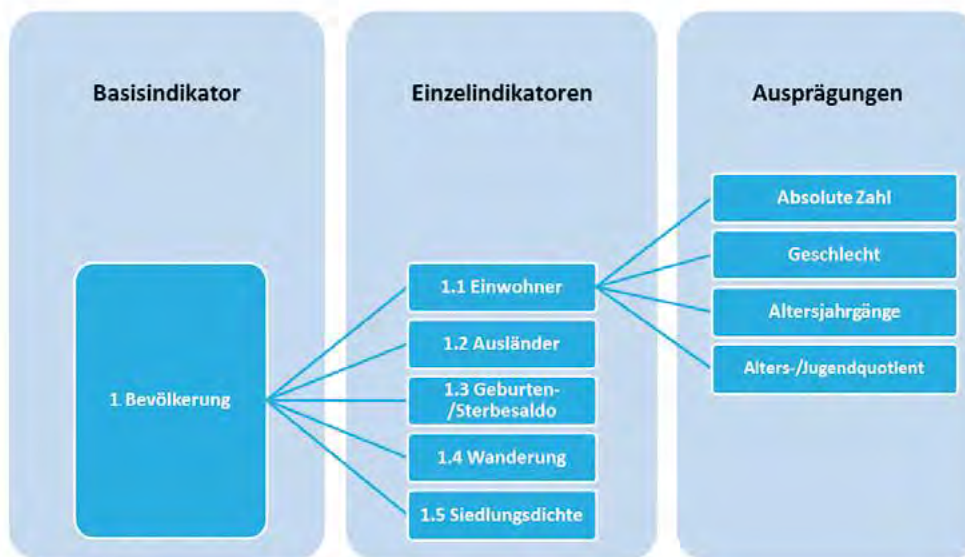 Basisindikator
Einzelindikatoren
Ausprägungen
1 Bevölkerung
1.1 Einwohner
1.2 Ausländer
1.3 Geburten-
/Sterbesaldo
1.4 Wanderung
1.5 Siedlungsdichte
Absolute Zahl
Geschlecht
Altersjahrgänge
Alters-/Jugendquotient